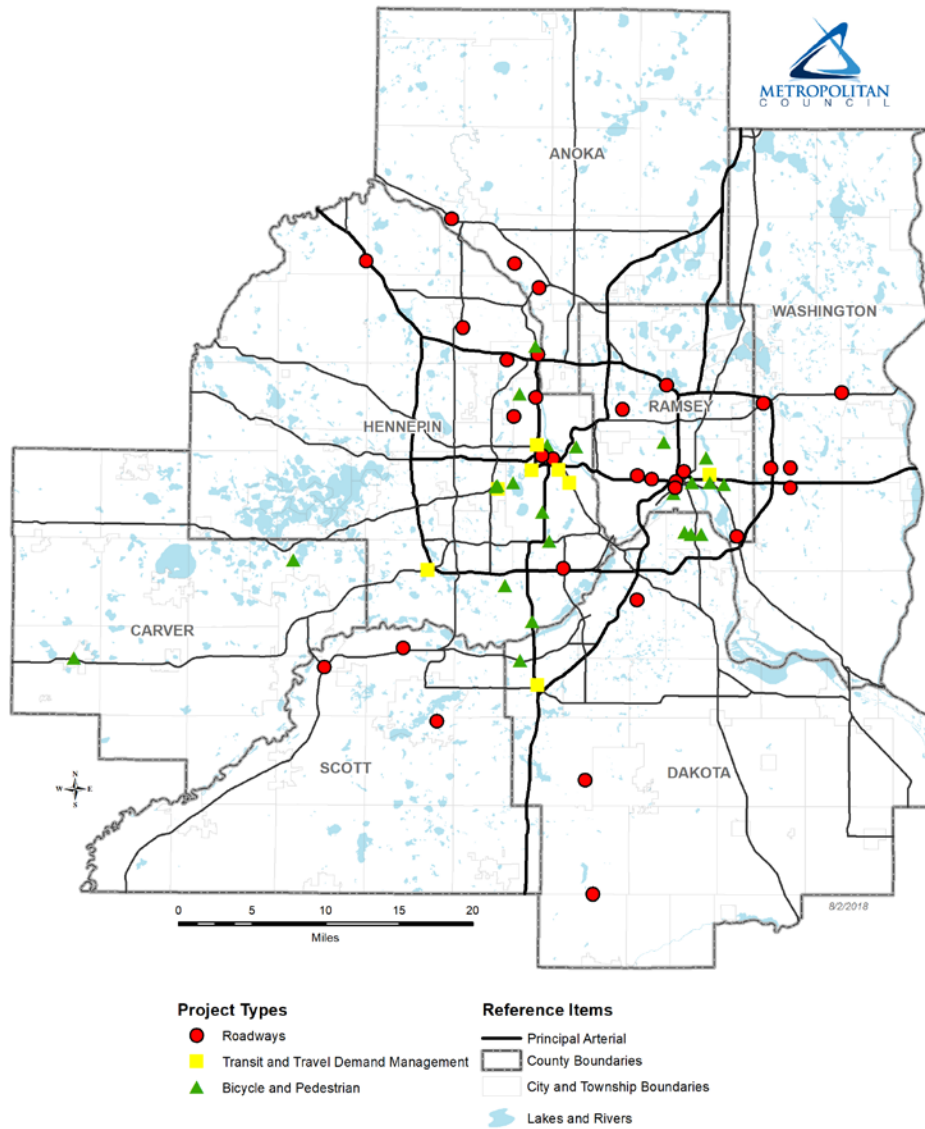 METROPOLITAN
COUNCIL
ANOKA
WASHINGTON
RAMSEY
HENNEPIN
CARVER
SCOTT
DAKOTA
N
W E
S
8/2/2018
0 5 10 15 20
Miles
Project Types
Roadways
Transit and Travel Demand Management
Bicycle and Pedestrian
Reference Items
Principal Arterial
County Boundaries
City and Township Boundaries
Lakes and Rivers